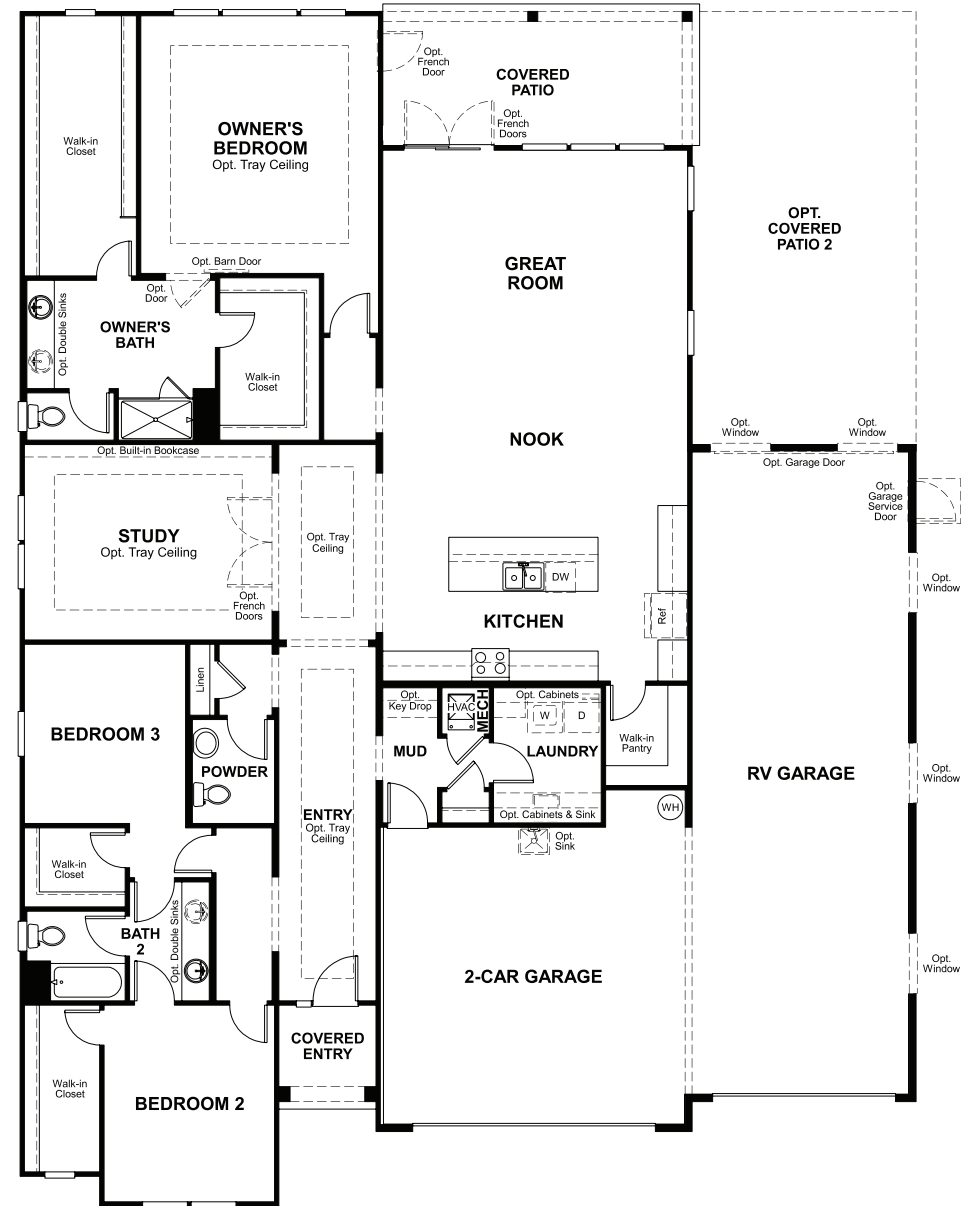 Opt.
French
Door
COVERED
PATIO
Opt.
French
Doors
Walk-in
Closet
OWNER'S
BEDROOM
Opt. Tray Ceiling
OPT.
COVERED
PATIO 2
Opt. Barn Door
Opt.
Door
GREAT
ROOM
Opt. Double Sinks
OWNER'S
BATH
Walk-in
Closet
NOOK
Opt.
Window
Opt.
Window
Opt. Built-in Bookcase
Opt. Garage Door
Opt.
Garage
Service
Door
STUDY
Opt. Tray Ceiling
Opt. Tray
Ceiling
DW
Opt.
Window
Opt.
French
Doors
KITCHEN
Ref
Linen
Opt.
Key Drop
HVAC
MECH
Opt. Cabinets
W
D
BEDROOM 3
MUD
LAUNDRY
Walk-in
Pantry
POWDER
RV GARAGE
Opt.
Window
ENTRY
Opt. Tray
Ceiling
Opt. Cabinets & Sink
WH
Opt.
Sink
Walk-in
Closet
BATH
2
Opt. Double Sinks
2-CAR GARAGE
Opt.
Window
COVERED
ENTRY
Walk-in
Closet
BEDROOM 2